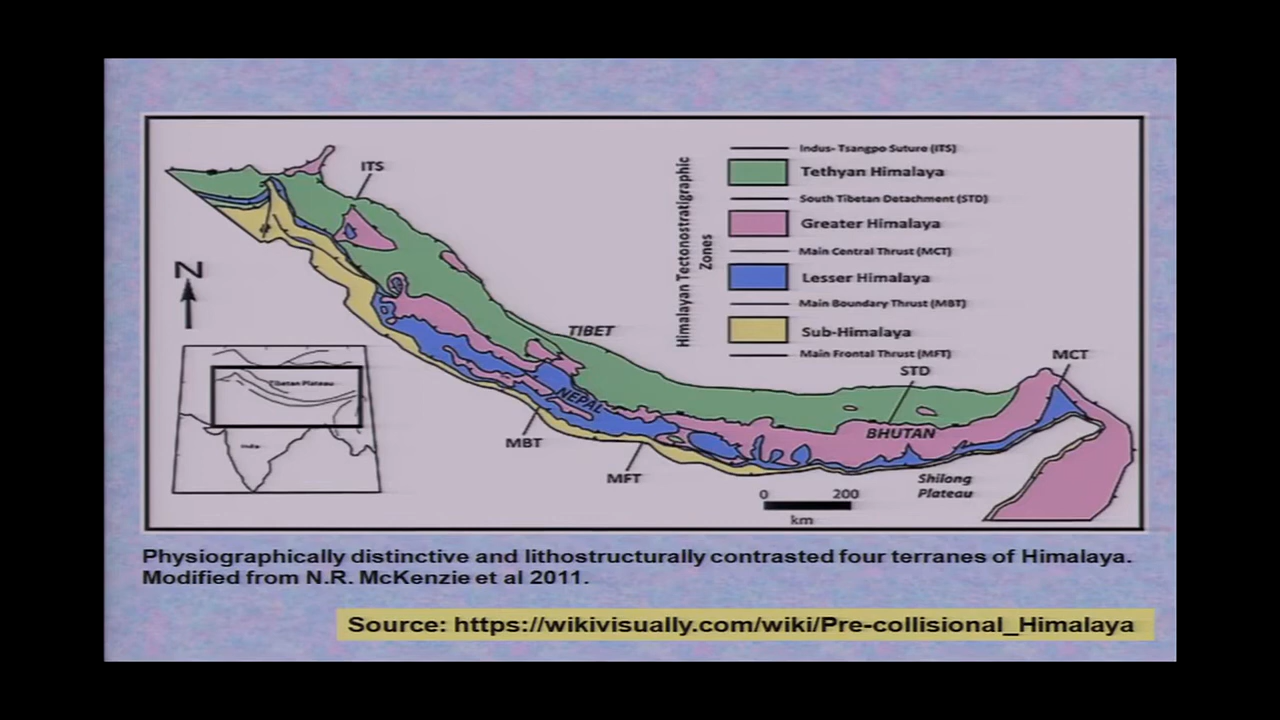 ITS
Himalayan Tectonostratigraphic
Zones
Indus- Tsangpo Suture (ITS)
Tethyan Himalaya
South Tibetan Detachment (STD)
Greater Himalaya
Main Central Thrust (MCT)
Lesser Himalaya
Main Boundary Thrust (MBT)
Sub-Himalaya
Main Frontal Thrust (MFT)
N
TIBET
MCT
STD
Tibetan Plateau
India
NEPAL
BHUTAN
MBT
MFT
Shilong
Plateau
0 200
km
Physiographically distinctive and lithostructurally contrasted four terranes of Himalaya.
Modified from N.R. McKenzie et al 2011.
Source: https://wikivisually.com/wiki/Pre-collisional_Himalaya